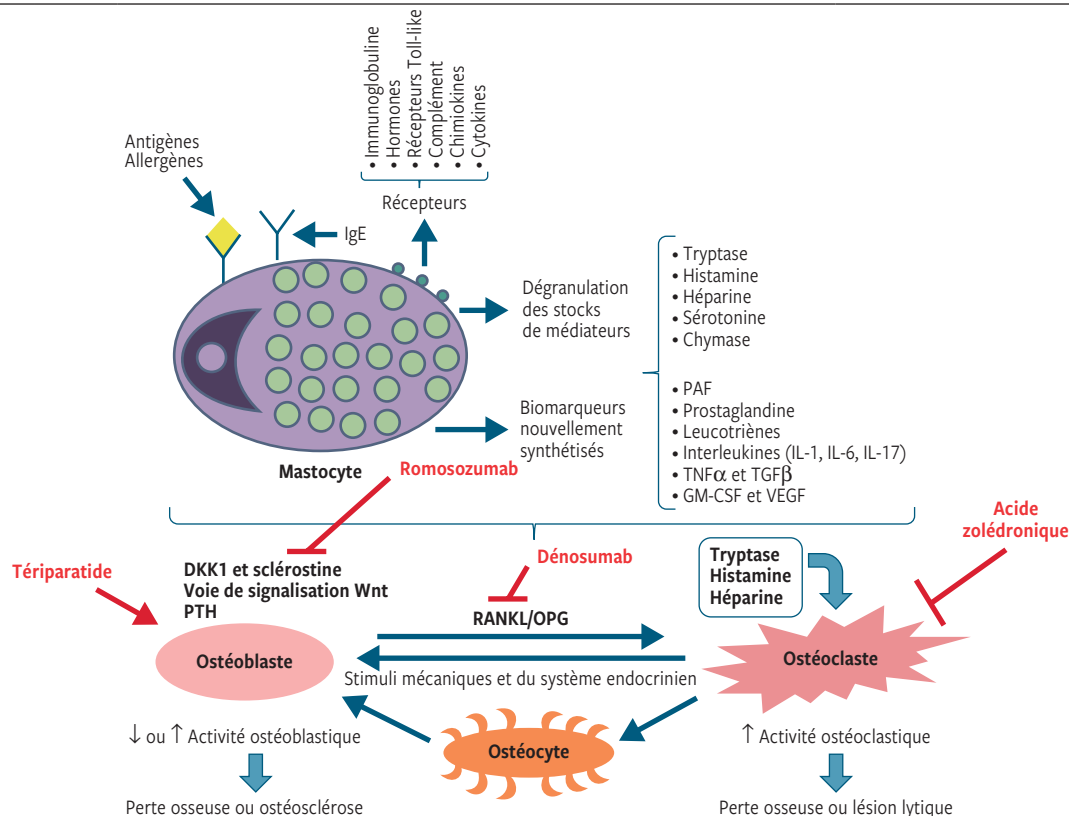 • Immunoglobuline
• Hormones
• Récepteurs Toll-like
• Complément
• Chimiokines
• Cytokines
Récepteurs
Antigènes
Allergènes
IgE
Dégranulation
des stocks
de médiateurs
• Tryptase
• Histamine
• Héparine
• Sérotonine
• Chymase
Biomarqueurs
nouvellement
synthétisés
• PAF
• Prostaglandine
• Leucotriènes
• Interleukines (IL-1, IL-6, IL-17)
• TNFα et TGFβ
• GM-CSF et VEGF
Mastocyte
Romosozumab
Acide
zolédronique
Tériparatide
DKK1 et sclérostine
Voie de signalisation Wnt
PTH
Dénosumab
RANKL/OPG
Tryptase
Histamine
Héparine
Ostéoblaste
Stimuli mécaniques et du système endocrinien
Ostéoclaste
Ostéocyte
↓ ou ↑ Activité ostéoblastique
↑ Activité ostéoclastique
Perte osseuse ou ostéosclérose
Perte osseuse ou lésion lytique